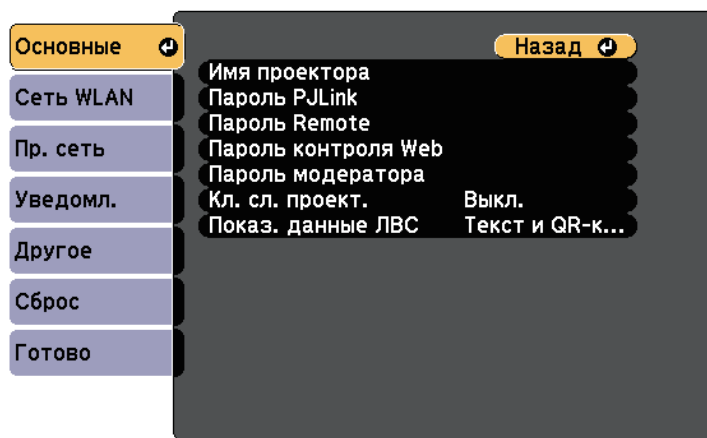 Основные
Сеть WLAN
Пр. сеть
Уведомл.
Другое
Сброс
Готово
Назад
Имя проектора
Пароль PJLink
Пароль Remote
Пароль контроля Web
Пароль модератора
Кл. сл. проект. Выкл.
Показ. данные ЛВС Текст и QR-к...